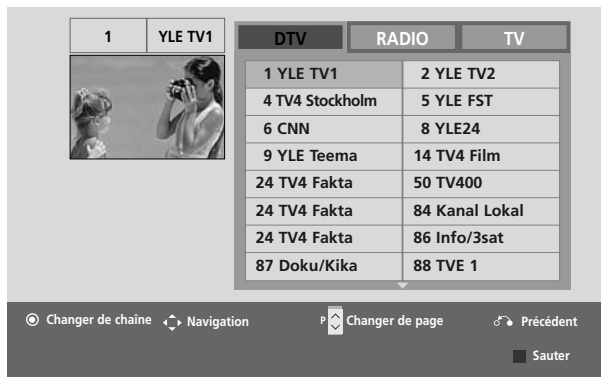 1 YLE TV1
DTV RADIO TV
1 YLE TV1 2 YLE TV2
4 TV4 Stockholm 5 YLE FST
6 CNN 8 YLE24
9 YLE Teema 14 TV4 Film
24 TV4 Fakta 50 TV400
24 TV4 Fakta 84 Kanal Lokal
24 TV4 Fakta 86 Info/3sat
87 Doku/Kika 88 TVE 1
Changer de chaîne Navigation P Changer de page Précédent
Sauter